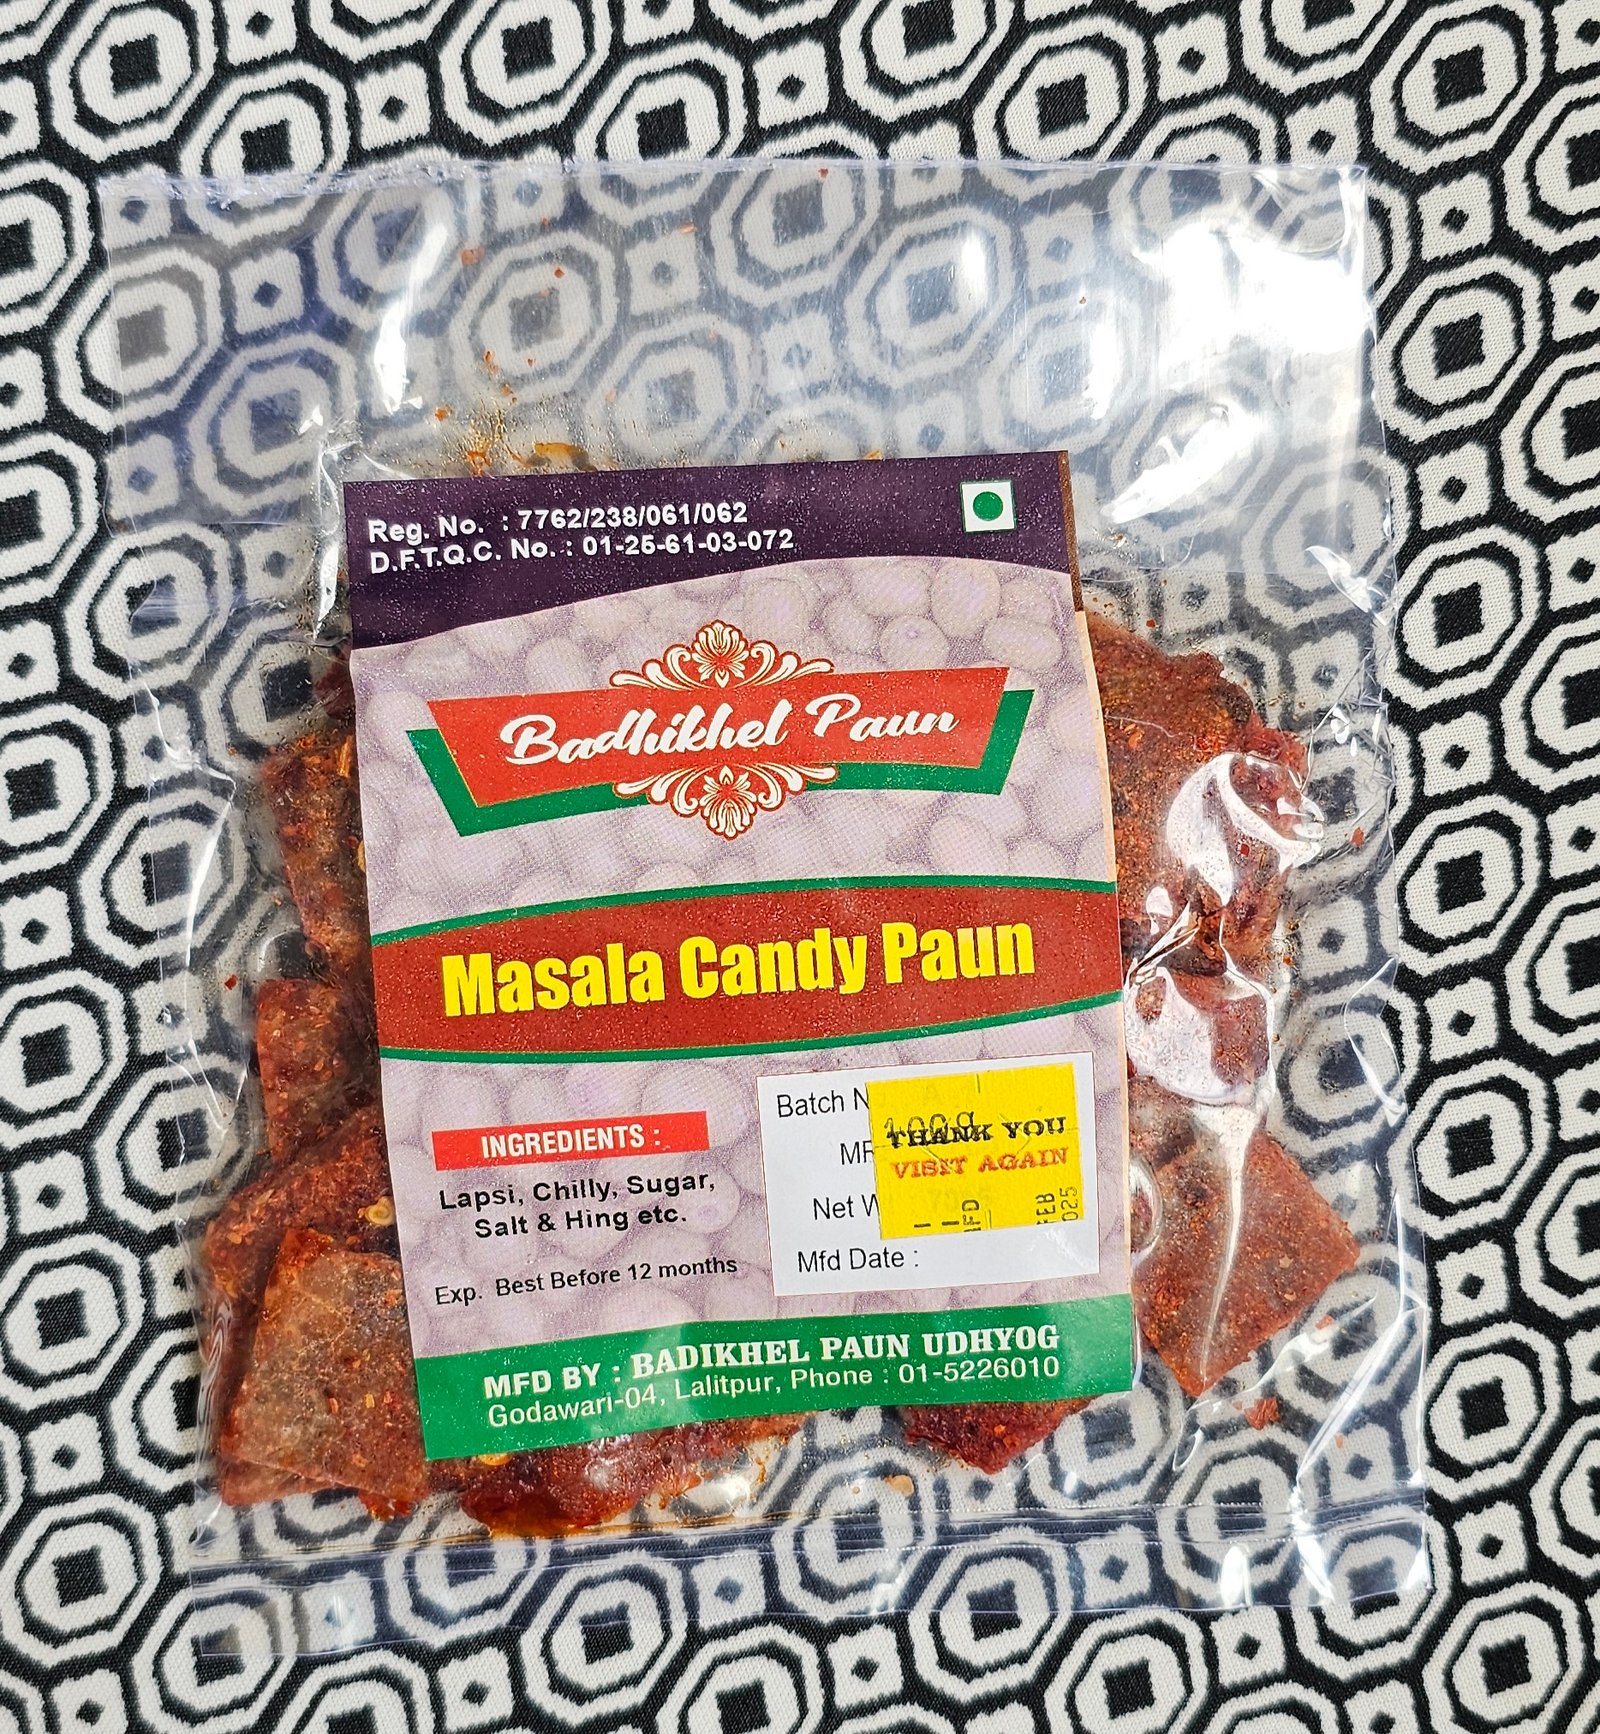 Reg. No. : 7762/238/061/062
D.F.T.Q.C. No. : 01-25-61-03-072
Badhikhel Paun
Masala Candy Paun
INGREDIENTS :
Lapsi, Chilly, Sugar,
Salt & Hing etc.
Exp. Best Before 12 months
Batch
Net
Mfd Date :
THANK YOU
VISIT AGAIN
FEB
MFD BY : BADIKHEL PAUN UDHYOG
Godawari-04, Lalitpur, Phone : 01-5226010